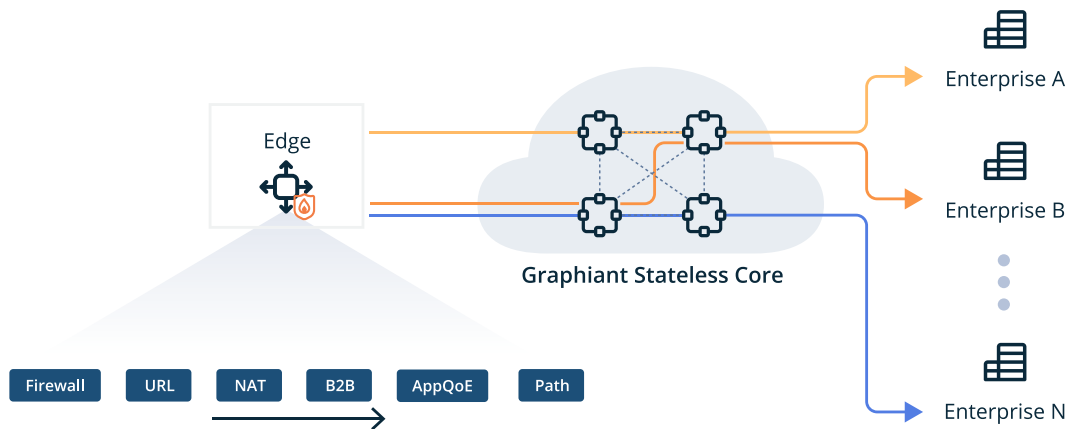 Enterprise A
Edge
Enterprise B
Graphiant Stateless Core
Firewall
URL
NAT
B2B
AppQoE
Path
Enterprise N